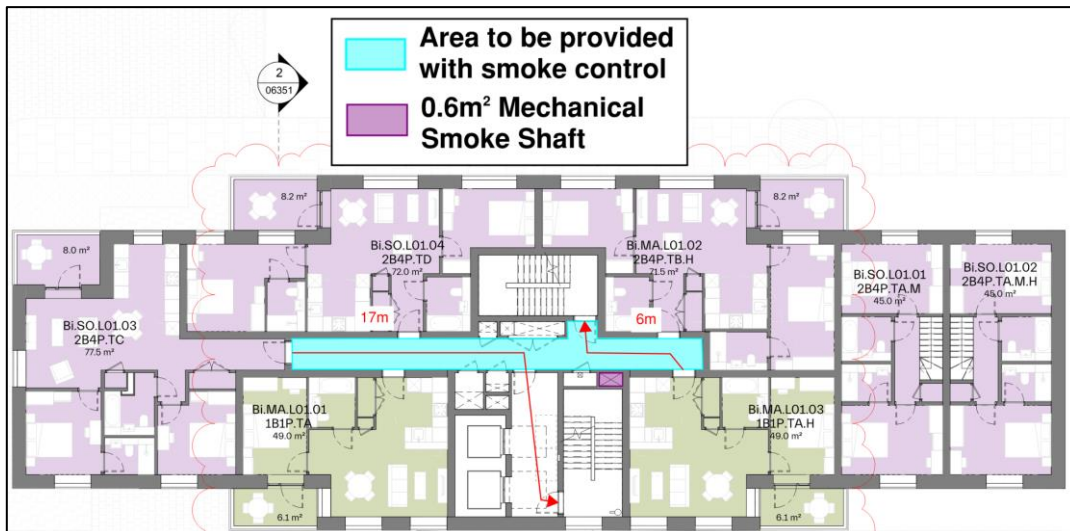 Area to be provided
with smoke control
0.6m² Mechanical
Smoke Shaft
2
06351
8.2 m²
8.2 m²
8.0 m²
Bi.SO.L01.04
2B4P.TD
72.0 m²
Bi.MA.L01.02
2B4P.TB.H
71.5 m²
Bi.SO.L01.01
2B4P.TA.M
45.0 m²
Bi.SO.L01.02
2B4P.TA.M.H
45.0 m²
Bi.SO.L01.03
2B4P.TC
77.5 m²
17m
6m
Bi.MA.L01.01
1B1P.TA
49.0 m²
Bi.MA.L01.03
1B1P.TA.H
49.0 m²
6.1 m²
6.1 m²